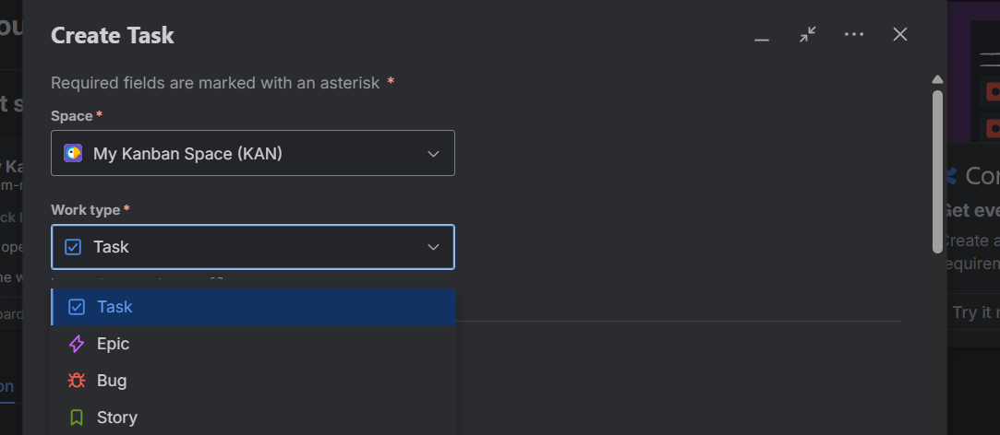 Create Task
Required fields are marked with an asterisk *
Space *
My Kanban Space (KAN)
Work type *
Task
Task
Epic
Bug
Story
Try it